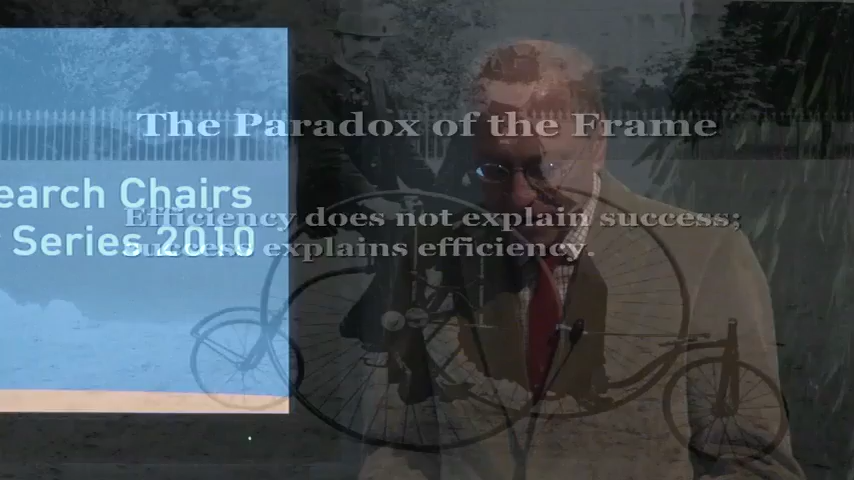 The Paradox of the Frame
earch Chairs
Series 2010
Efficiency does not explain success;
success explains efficiency.